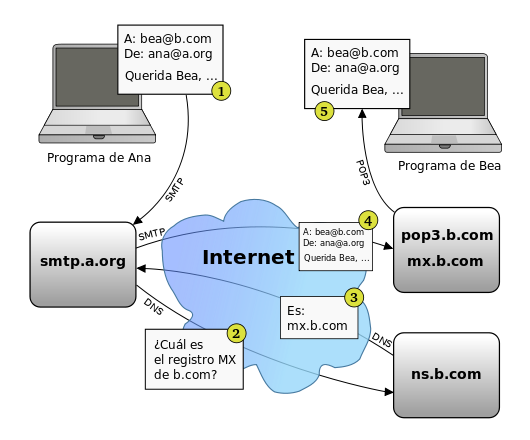 A: bea@b.com
De: ana@a.org
Querida Bea, ...
1
Programa de Ana
A: bea@b.com
De: ana@a.org
Querida Bea, ...
5
Programa de Bea
SMTP
POP3
smtp.a.org
SMTP
Internet
A: bea@b.com
De: ana@a.org
Querida Bea, ...
4
pop3.b.com
mx.b.com
DNS
¿Cuál es
el registro MX
de b.com?
2
Es:
mx.b.com
3
DNS
ns.b.com